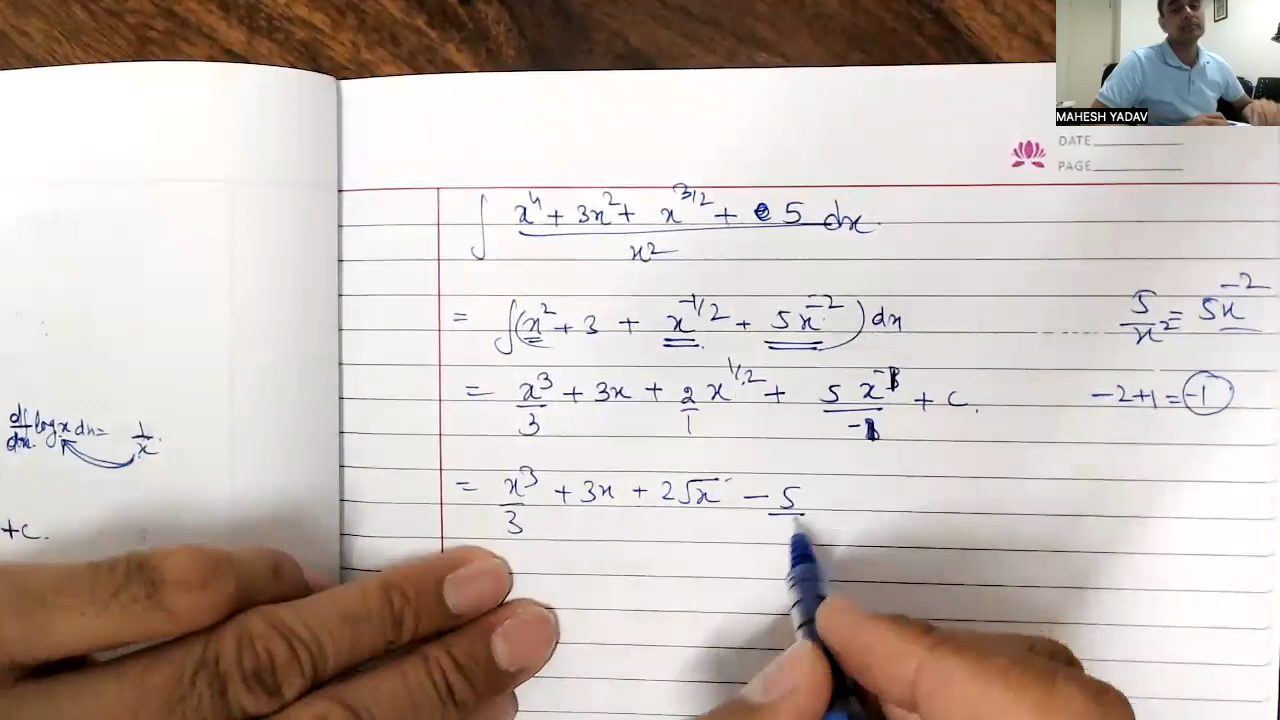 MAHESH YADAV
DATE
PAGE
∫ (x⁴ + 3x² + x^(3/2) + 5)/x² dx
= ∫(x² + 3 + x^(-1/2) + 5x⁻²) dx
5/x² = 5x⁻²
= x³/3 + 3x + 2/1 x^(1/2) + 5x⁻¹/-1 + c.
-2+1 = -1
log x dx = 1/x.
= x³/3 + 3x + 2√x - 5
+c.